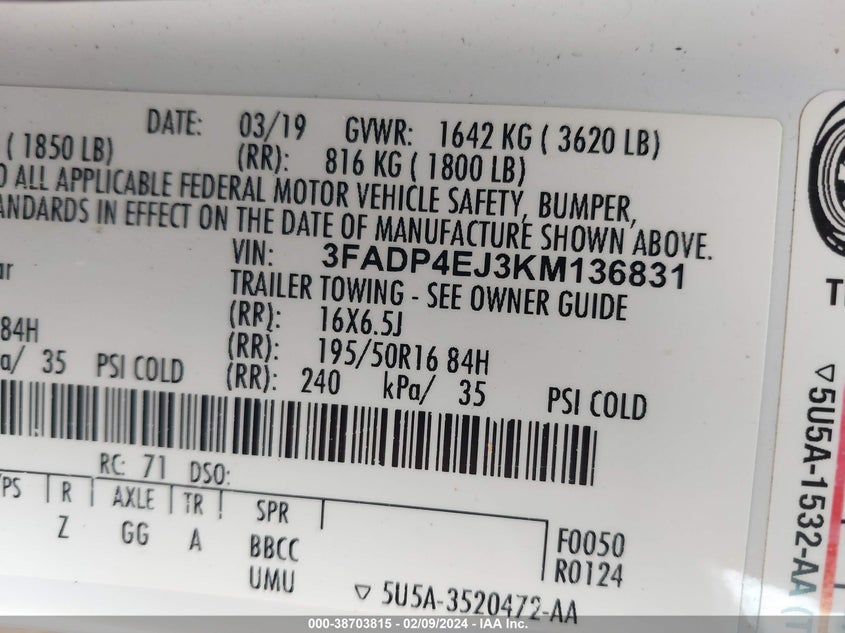 DATE: 03/19 GVWR: 1642 KG ( 3620 LB)
( 1850 LB) (RR): 816 KG ( 1800 LB)
ALL APPLICABLE FEDERAL MOTOR VEHICLE SAFETY, BUMPER,
IN EFFECT ON THE DATE OF MANUFACTURE SHOWN ABOVE.
VIN: 3FADP4EJ3KM136831
TRAILER TOWING - SEE OWNER GUIDE
(RR): 16X6.5J
84H (RR): 195/50R16 84H
35 PSI COLD (RR): 240 kPa/ 35 PSI COLD
RC: 71 DSO:
R AXLE TR SPR
Z GG A BBCC
UMU
F0050
R0124
▽ 5U5A-3520472-AA
▽5U5A-1532-AA
000-38703815 - 02/09/2024 - IAA Inc.